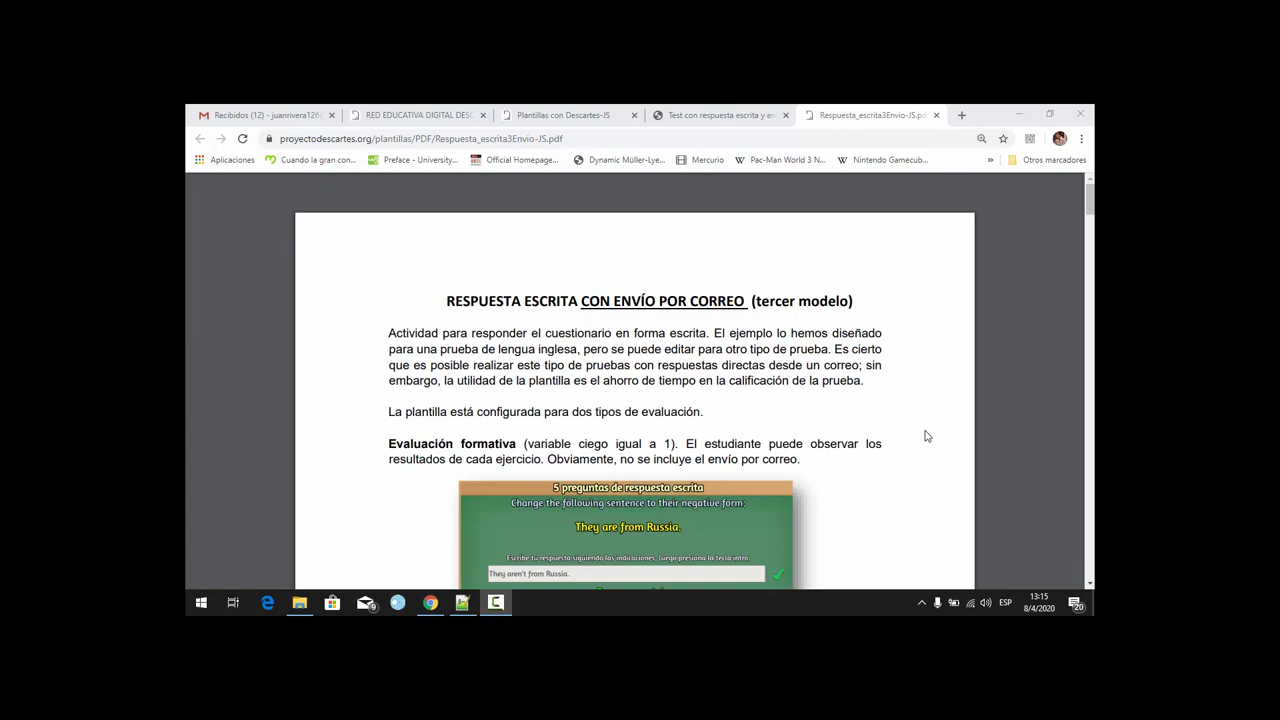 Recibidos (12) - juanrivera126
RED EDUCATIVA DIGITAL DESC
Plantillas con Descartes-JS
Test con respuesta escrita y en
Respuesta_escrita3Envio-JS.pd
proyectodescartes.org/plantillas/PDF/Respuesta_escrita3Envio-JS.pdf
Aplicaciones
Cuando la gran con...
Preface - University...
Official Homepage...
Dynamic Müller-Lye...
Mercurio
Pac-Man World 3 N...
Nintendo Gamecub...
»
Otros marcadores
RESPUESTA ESCRITA CON ENVÍO POR CORREO (tercer modelo)
Actividad para responder el cuestionario en forma escrita. El ejemplo lo hemos diseñado
para una prueba de lengua inglesa, pero se puede editar para otro tipo de prueba. Es cierto
que es posible realizar este tipo de pruebas con respuestas directas desde un correo; sin
embargo, la utilidad de la plantilla es el ahorro de tiempo en la calificación de la prueba.
La plantilla está configurada para dos tipos de evaluación.
Evaluación formativa (variable ciego igual a 1). El estudiante puede observar los
resultados de cada ejercicio. Obviamente, no se incluye el envío por correo.
5 preguntas de respuesta escrita
Change the following sentence to their negative form:
They are from Russia.
Escribe tu respuesta siguiendo las indicaciones, luego presiona la tecla intro.
They aren't from Russia.
ESP
13:15
8/4/2020
20
9